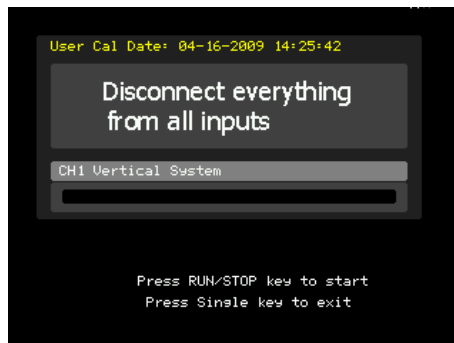 User Cal Date: 04-16-2009 14:25:42
Disconnect everything
from all inputs
CH1 Vertical System
Press RUN/STOP key to start
Press Single key to exit